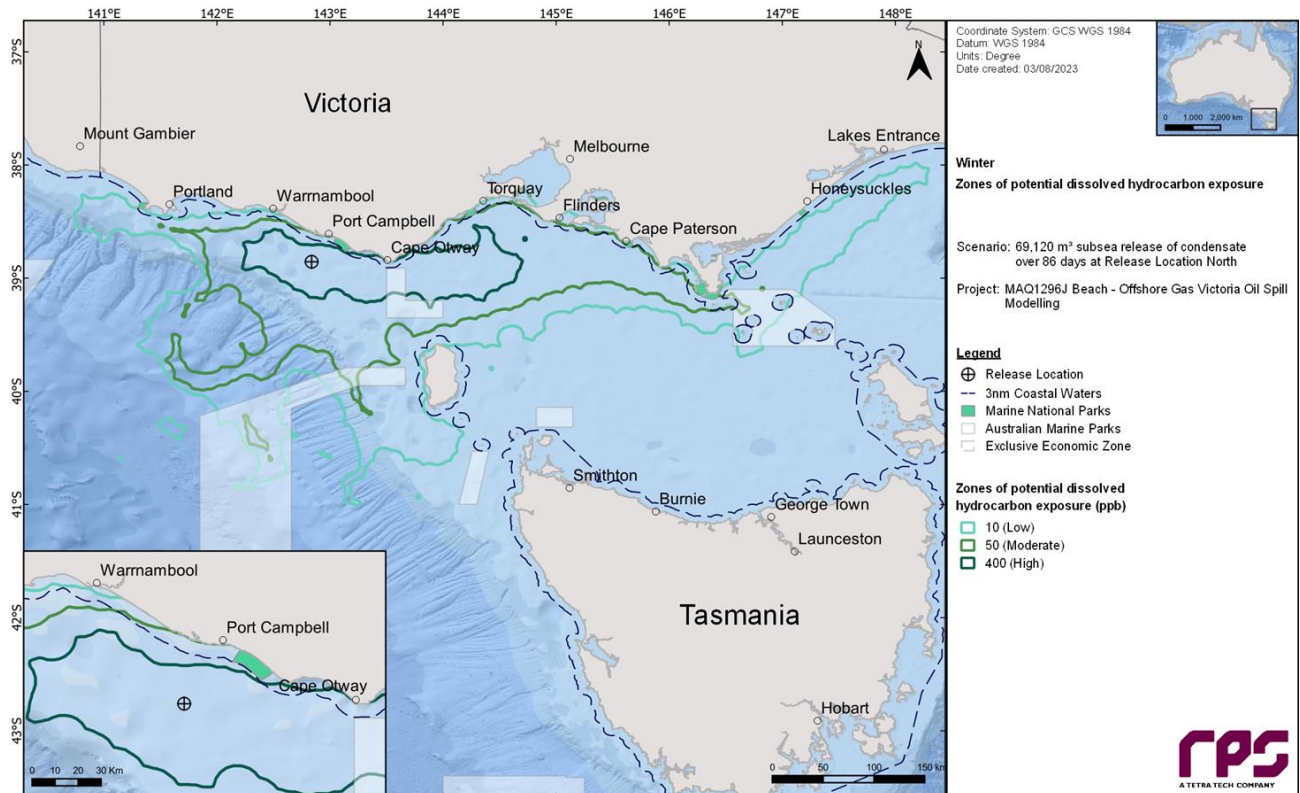 141°E 142°E 143°E 144°E 145°E 146°E 147°E 148°E
37°S
38°S
39°S
40°S
41°S
42°S
43°S
N
Victoria
Mount Gambier
Portland
Warrnambool
Port Campbell
Cape Otway
Torquay
Melbourne
Flinders
Cape Paterson
Honeysuckles
Lakes Entrance
Smithton
Burnie
George Town
Launceston
Tasmania
Hobart
0 50 100 150 km
Warrnambool
Port Campbell
Cape Otway
0 10 20 30 Km
Coordinate System: GCS WGS 1984
Datum: WGS 1984
Units: Degree
Date created: 03/08/2023
0 1,000 2,000 km
Winter
Zones of potential dissolved hydrocarbon exposure
Scenario: 69,120 m³ subsea release of condensate
over 86 days at Release Location North
Project: MAQ1296J Beach - Offshore Gas Victoria Oil Spill
Modelling
Legend
Release Location
3nm Coastal Waters
Marine National Parks
Australian Marine Parks
Exclusive Economic Zone
Zones of potential dissolved
hydrocarbon exposure (ppb)
10 (Low)
50 (Moderate)
400 (High)
rps
A TETRA TECH COMPANY